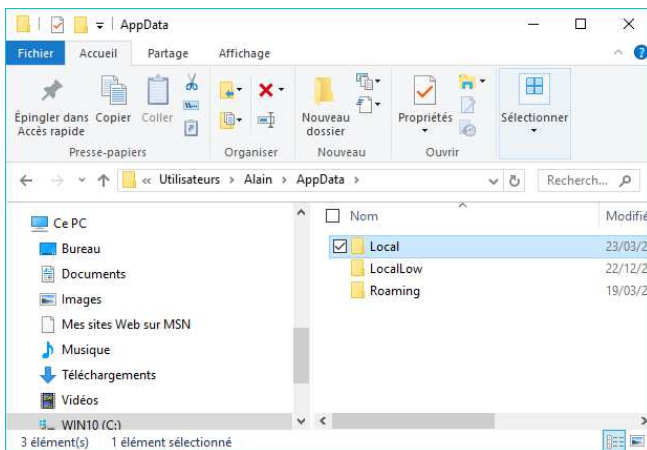 AppData
Fichier Accueil Partage Affichage
Épingler dans Accès rapide
Copier
Coller
Nouveau dossier
Propriétés
Sélectionner
Presse-papiers Organiser Nouveau Ouvrir
« Utilisateurs > Alain > AppData >
Recherch...
Ce PC
Bureau
Documents
Images
Mes sites Web sur MSN
Musique
Téléchargements
Vidéos
WIN10 (C:)
Nom Modifié
Local 23/03/2
LocalLow 22/12/2
Roaming 19/03/2
3 élément(s) 1 élément sélectionné